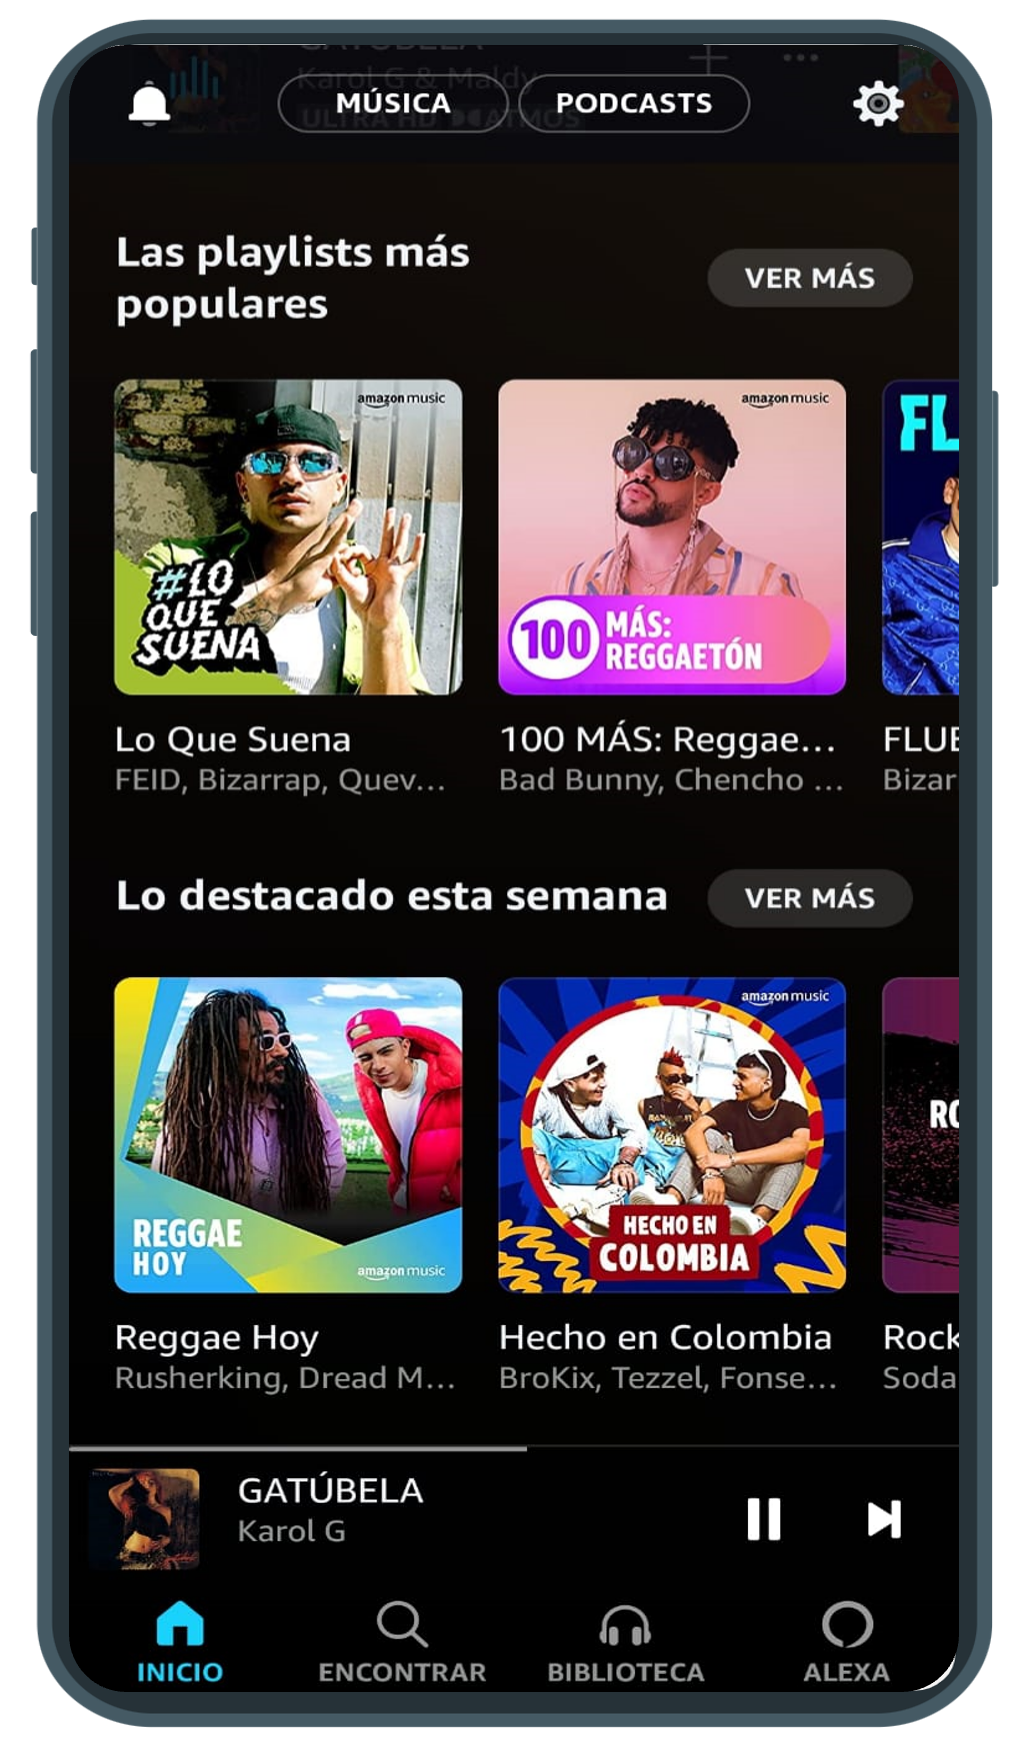 GATÚBELA
Karol G & Maldy
ULTRA HD ATMOS
MÚSICA
PODCASTS
Las playlists más
populares
VER MÁS
amazon music
#LO
QUE
SUENA
amazon music
100 MÁS:
REGGAETÓN
FL
Lo Que Suena
FEID, Bizarrap, Quev...
100 MÁS: Reggae...
Bad Bunny, Chencho ...
FLUE
Bizar
Lo destacado esta semana
VER MÁS
REGGAE
HOY
amazon music
amazon music
HECHO EN
COLOMBIA
RO
Reggae Hoy
Rusherking, Dread M...
Hecho en Colombia
BroKix, Tezzel, Fonse...
Rock
Soda
GATÚBELA
Karol G
INICIO
ENCONTRAR
BIBLIOTECA
ALEXA